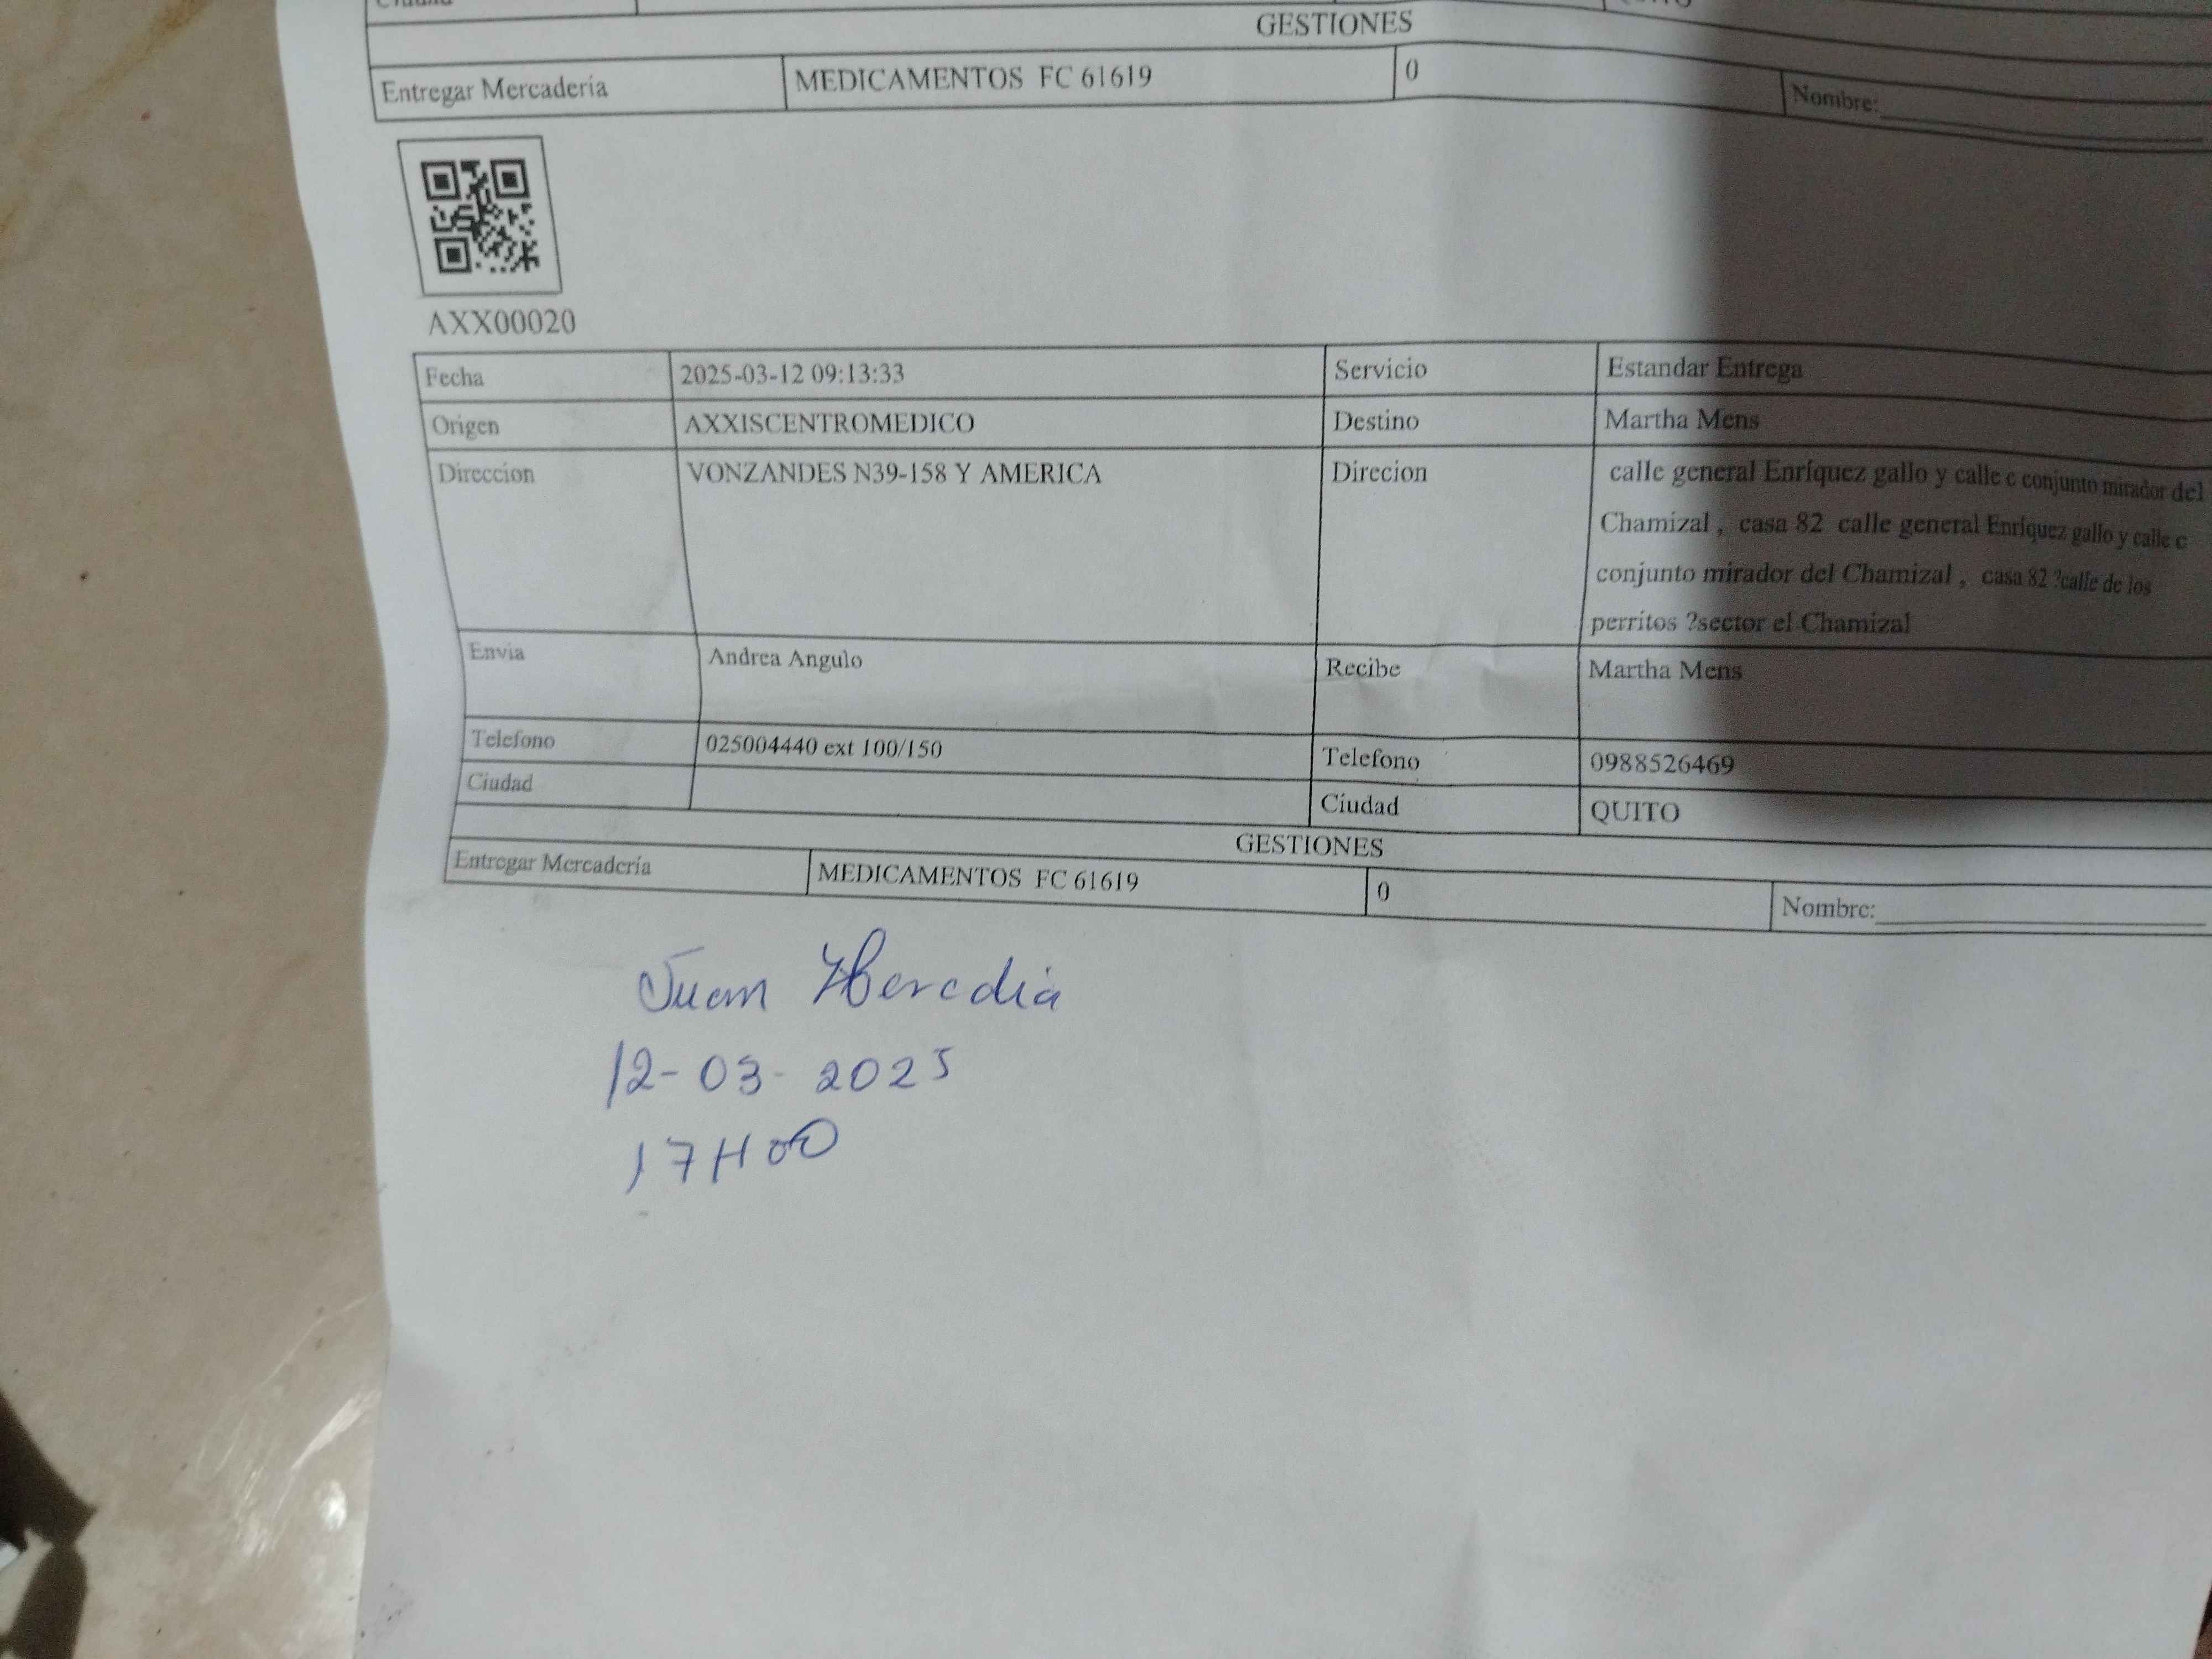 GESTIONES
Entregar Mercadería MEDICAMENTOS FC 61619 0 Nombre:
AXX00020
Fecha 2025-03-12 09:13:33 Servicio Estandar Entrega
Origen AXXISCENTROMEDICO Destino Martha Mens
Direccion VONZANDES N39-158 Y AMERICA Direcion calle general Enríquez gallo y calle c conjunto mirador del
Chamizal , casa 82 calle general Enríquez gallo y calle c
conjunto mirador del Chamizal , casa 82 ?calle de los
perritos ?sector el Chamizal
Envia Andrea Angulo Recibe Martha Mens
Telefono 025004440 ext 100/150 Telefono 0988526469
Ciudad Ciudad QUITO
GESTIONES
Entregar Mercadería MEDICAMENTOS FC 61619 0 Nombre:
Juan Heredia
12-03-2025
17H00